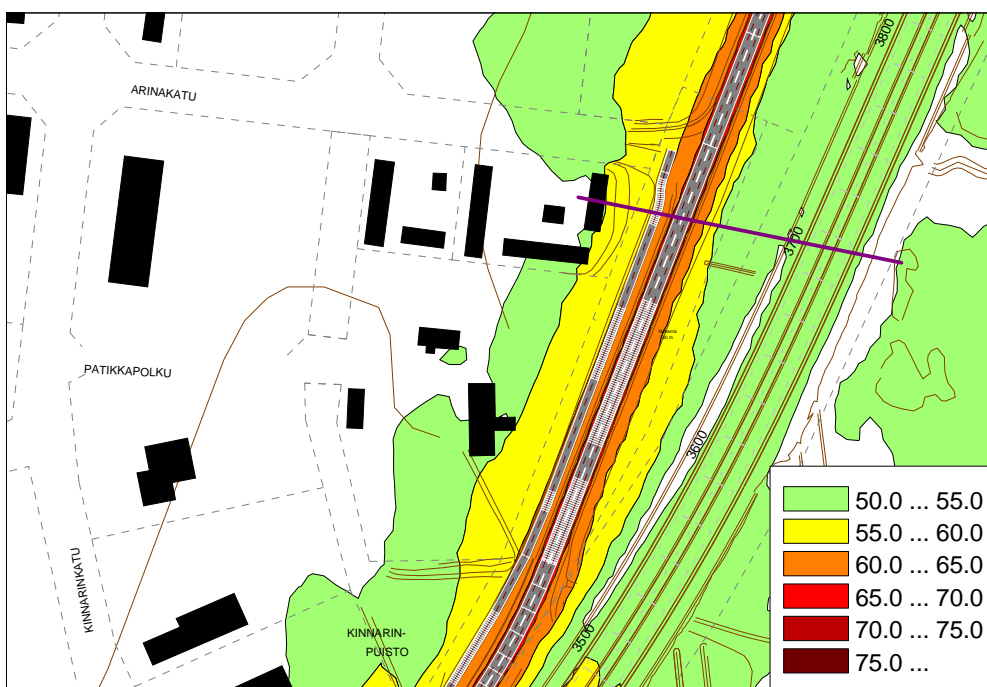 3800
ARINAKATU
3700
PATIKKAPOLKU
3600
50.0 ... 55.0
55.0 ... 60.0
60.0 ... 65.0
65.0 ... 70.0
70.0 ... 75.0
75.0 ...
KINNARINKATU
3500
KINNARIN-
PUISTO